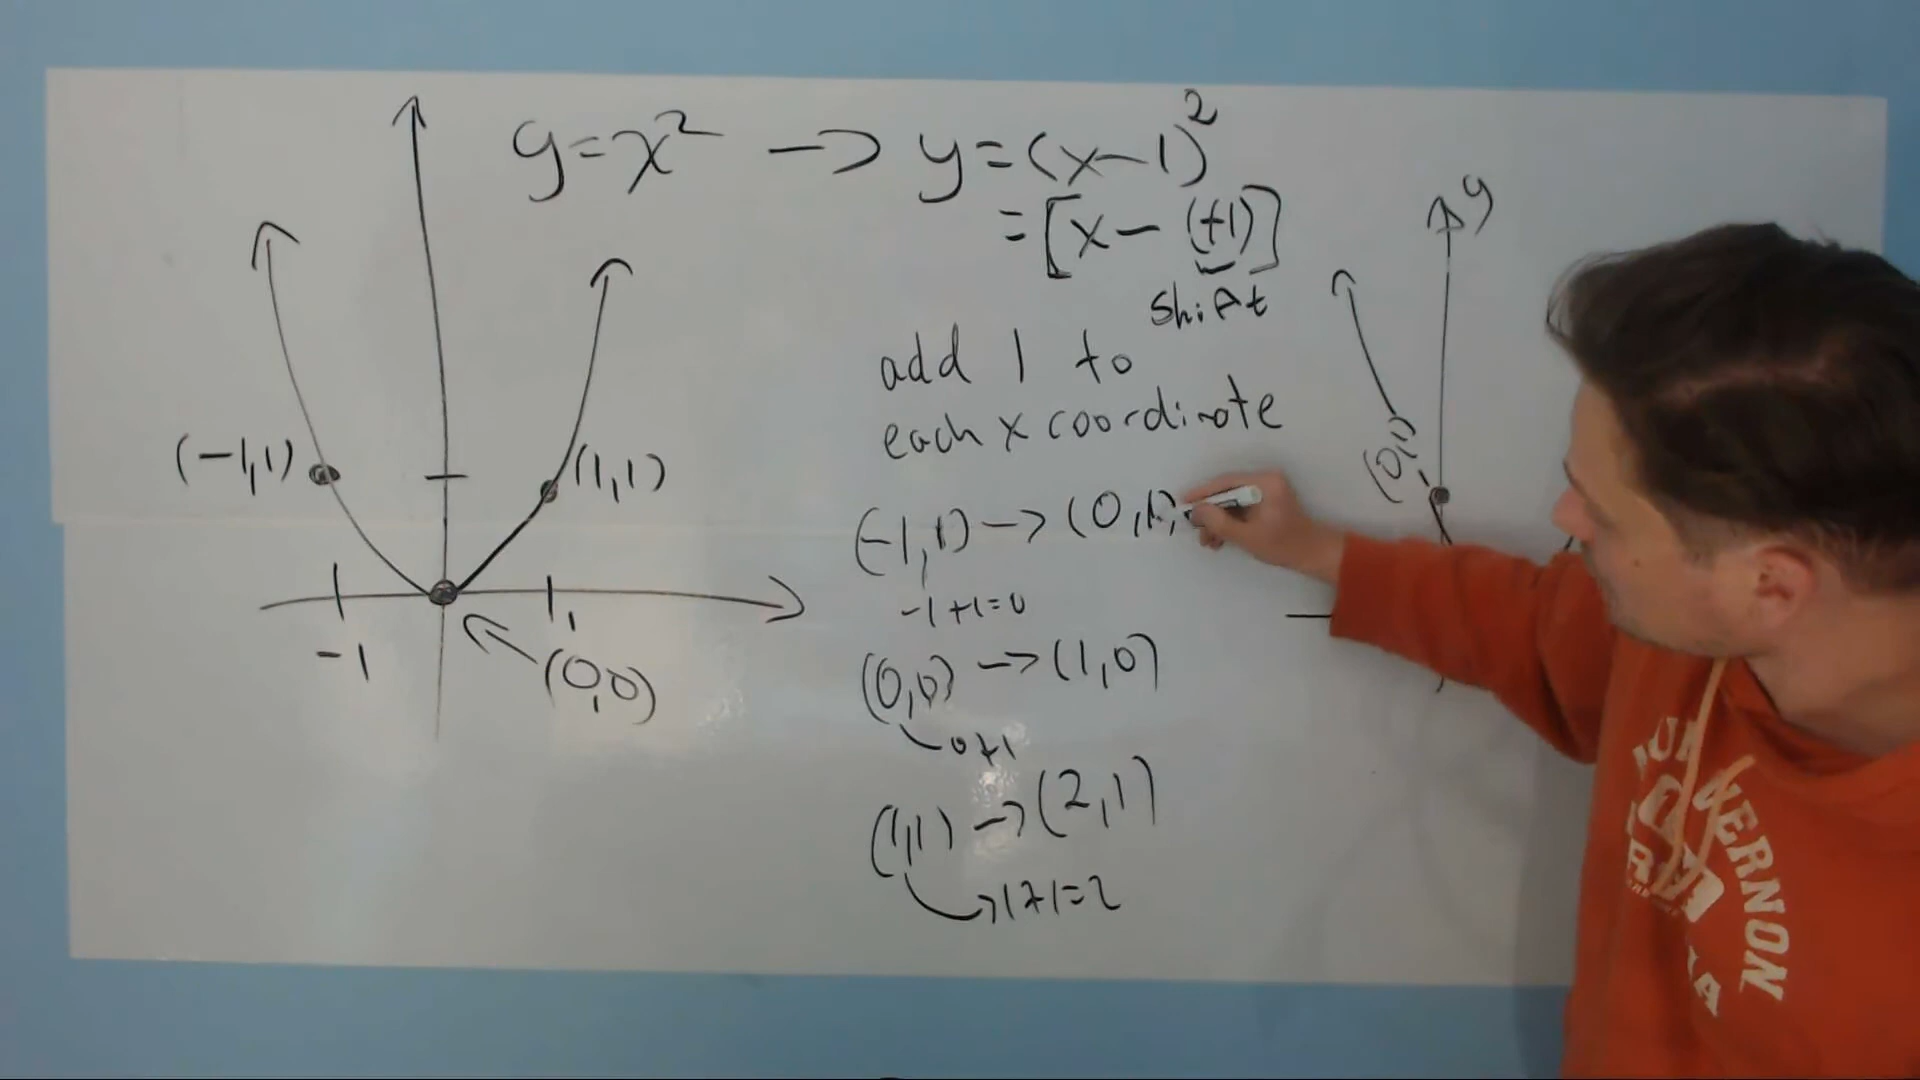 y=x² → y=(x-1)²
=[x-(+1)]
shift
add 1 to
each x coordinate
(-1,1) → (0,1)
-1+1=0
(0,0) → (1,0)
0+1
(1,1) → (2,1)
→1+1=2
(-1,1)
(1,1)
-1
1
(0,0)
y
(0,1)
VERNON